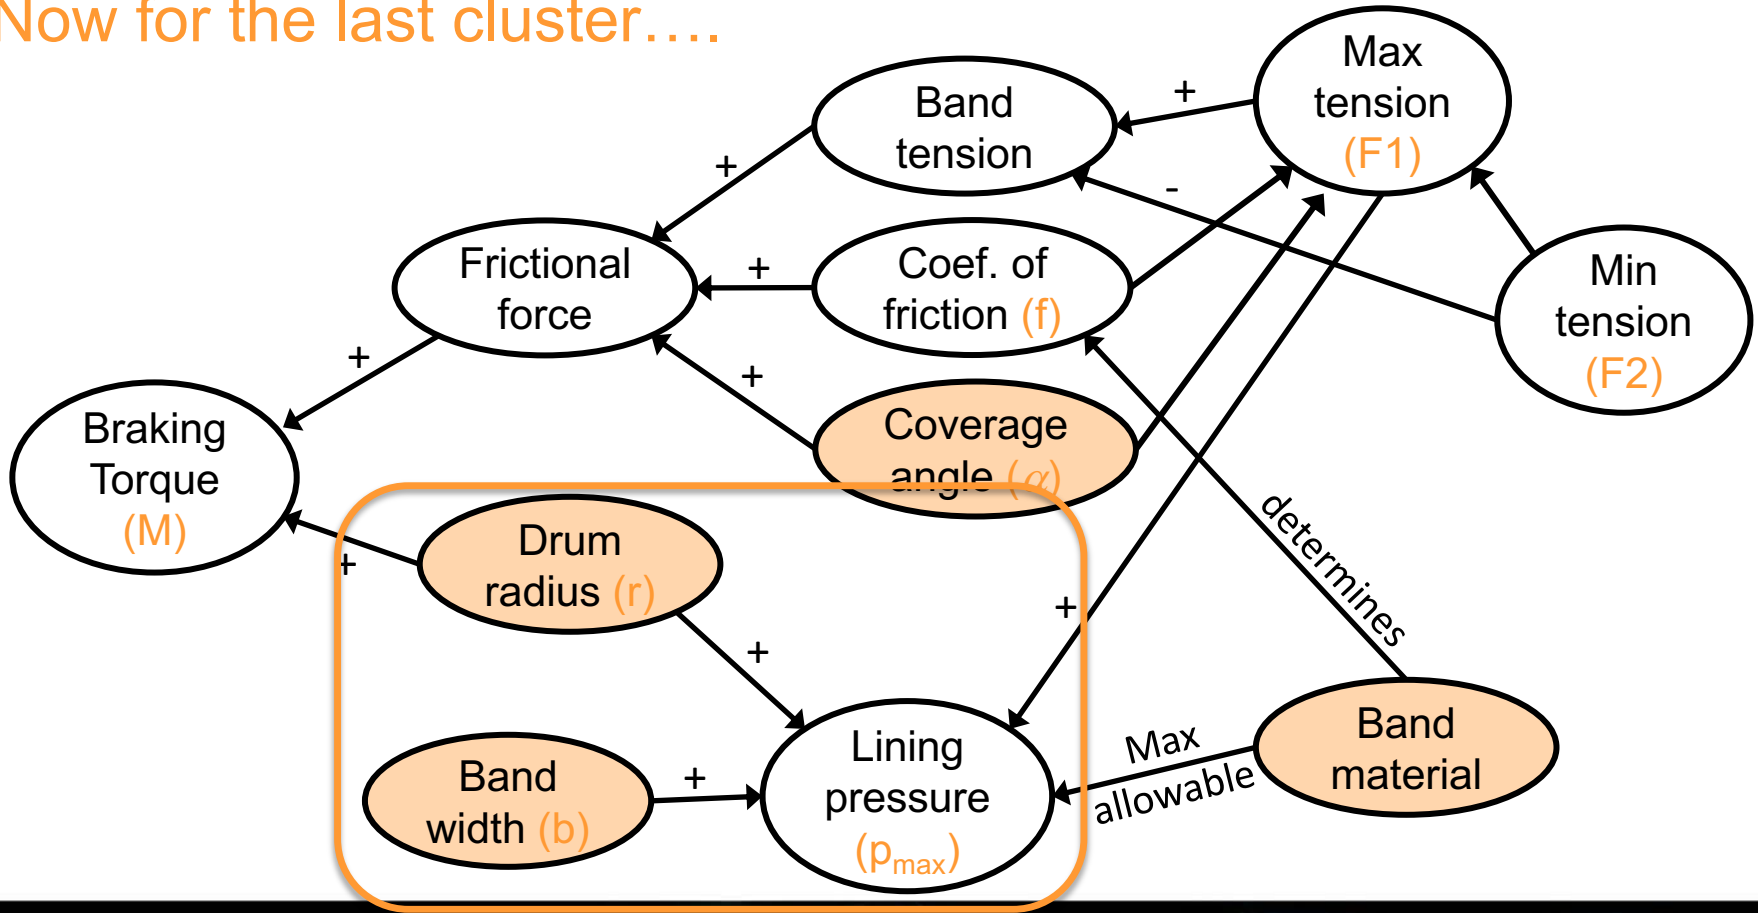 Now for the last cluster….
Max
tension
(F1)
+
Band
tension
+
-
Frictional
force
+
Coef. of
friction (f)
Min
tension
(F2)
+
+
Braking
Torque
(M)
Coverage
angle (α)
+
Drum
radius (r)
determines
+
+
Band
width (b)
+
Lining
pressure
(pmax)
Max
allowable
Band
material